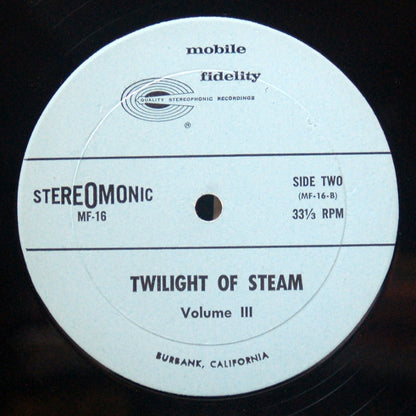 mobile
fidelity
QUALITY STEREOPHONIC RECORDINGS
®
STEREOMONIC
MF-16
SIDE TWO
(MF-16-B)
33⅓ RPM
TWILIGHT OF STEAM
Volume III
BURBANK, CALIFORNIA